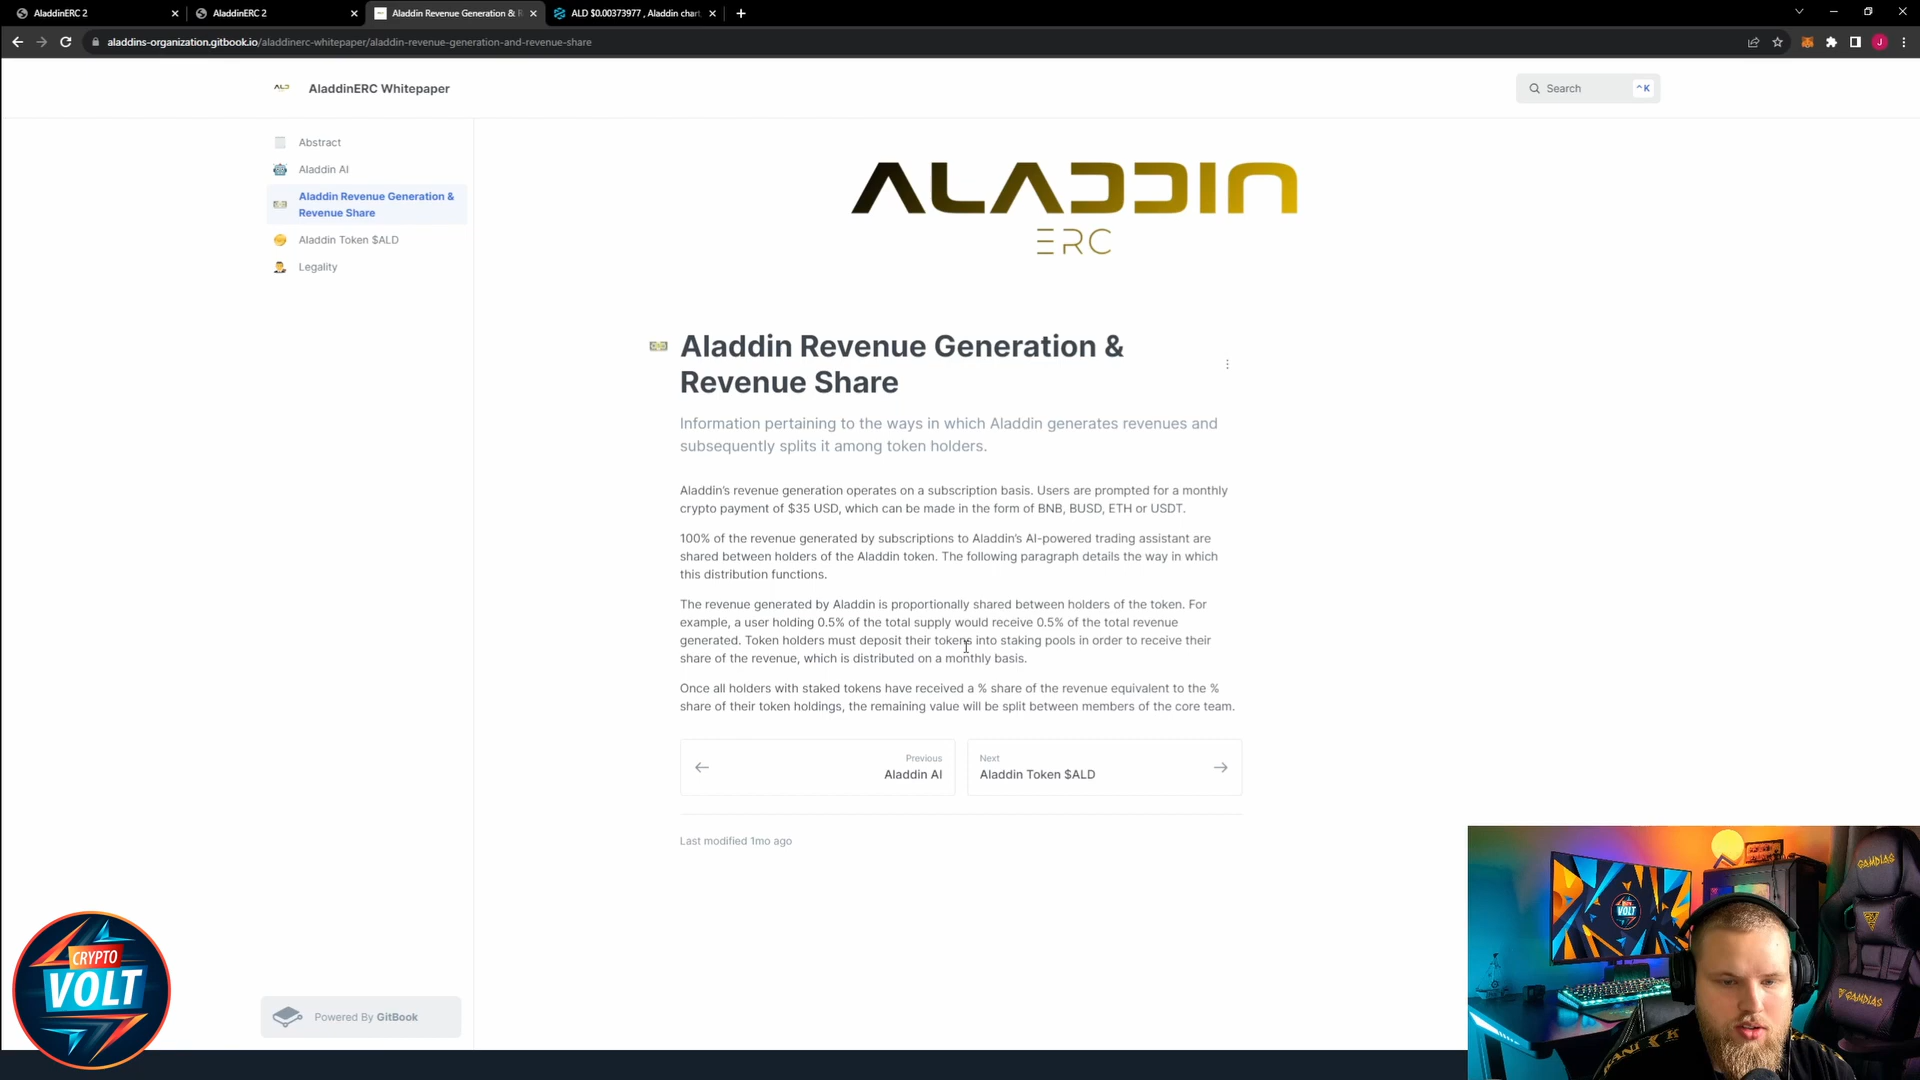 AladdinERC 2
AladdinERC 2
Aladdin Revenue Generation & R
ALD $0.00373977 , Aladdin chart,
aladdins-organization.gitbook.io/aladdinerc-whitepaper/aladdin-revenue-generation-and-revenue-share
J
ALD
AladdinERC Whitepaper
Search
^K
Abstract
Aladdin AI
Aladdin Revenue Generation &
Revenue Share
Aladdin Token $ALD
Legality
ALADDIN
ERC
Aladdin Revenue Generation &
Revenue Share
Information pertaining to the ways in which Aladdin generates revenues and
subsequently splits it among token holders.
Aladdin's revenue generation operates on a subscription basis. Users are prompted for a monthly
crypto payment of $35 USD, which can be made in the form of BNB, BUSD, ETH or USDT.
100% of the revenue generated by subscriptions to Aladdin's AI-powered trading assistant are
shared between holders of the Aladdin token. The following paragraph details the way in which
this distribution functions.
The revenue generated by Aladdin is proportionally shared between holders of the token. For
example, a user holding 0.5% of the total supply would receive 0.5% of the total revenue
generated. Token holders must deposit their tokens into staking pools in order to receive their
share of the revenue, which is distributed on a monthly basis.
Once all holders with staked tokens have received a % share of the revenue equivalent to the %
share of their token holdings, the remaining value will be split between members of the core team.
Previous
Aladdin AI
Next
Aladdin Token $ALD
Last modified 1mo ago
Powered By GitBook
CRYPTO
VOLT
VOLT
GAMDIAS
GAMDIAS